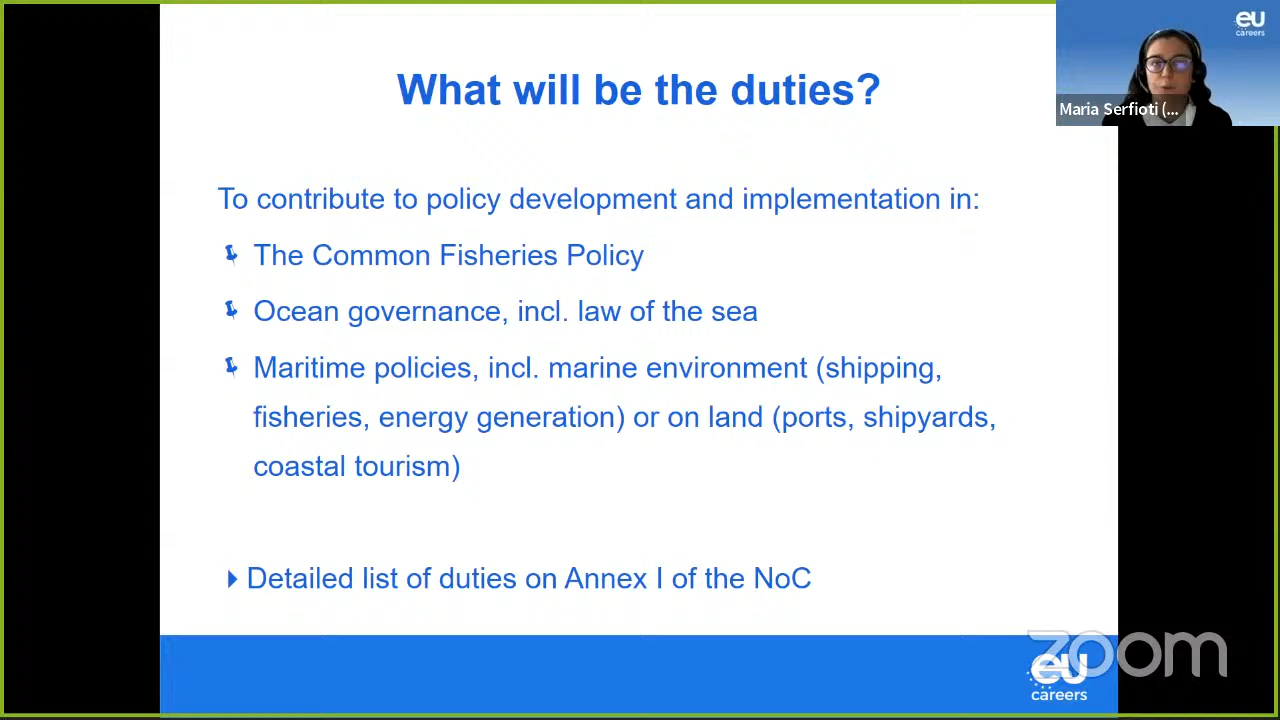 What will be the duties?
eu
careers
Maria Serfioti (...
To contribute to policy development and implementation in:
The Common Fisheries Policy
Ocean governance, incl. law of the sea
Maritime policies, incl. marine environment (shipping,
fisheries, energy generation) or on land (ports, shipyards,
coastal tourism)
Detailed list of duties on Annex I of the NoC
zoom
eu
careers